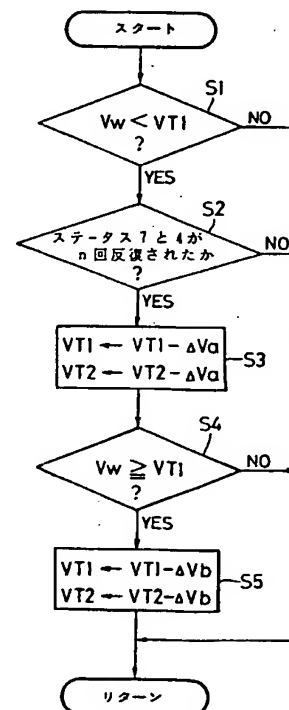 スタート
S1
Vw < VT1
?
NO
YES
S2
ステータス 7 と 4 が
n 回反復されたか
?
NO
YES
VT1 ← VT1 - ΔVa
VT2 ← VT2 - ΔVa
S3
S4
Vw ≧ VT1
?
NO
YES
VT1 ← VT1 - ΔVb
VT2 ← VT2 - ΔVb
S5
リターン